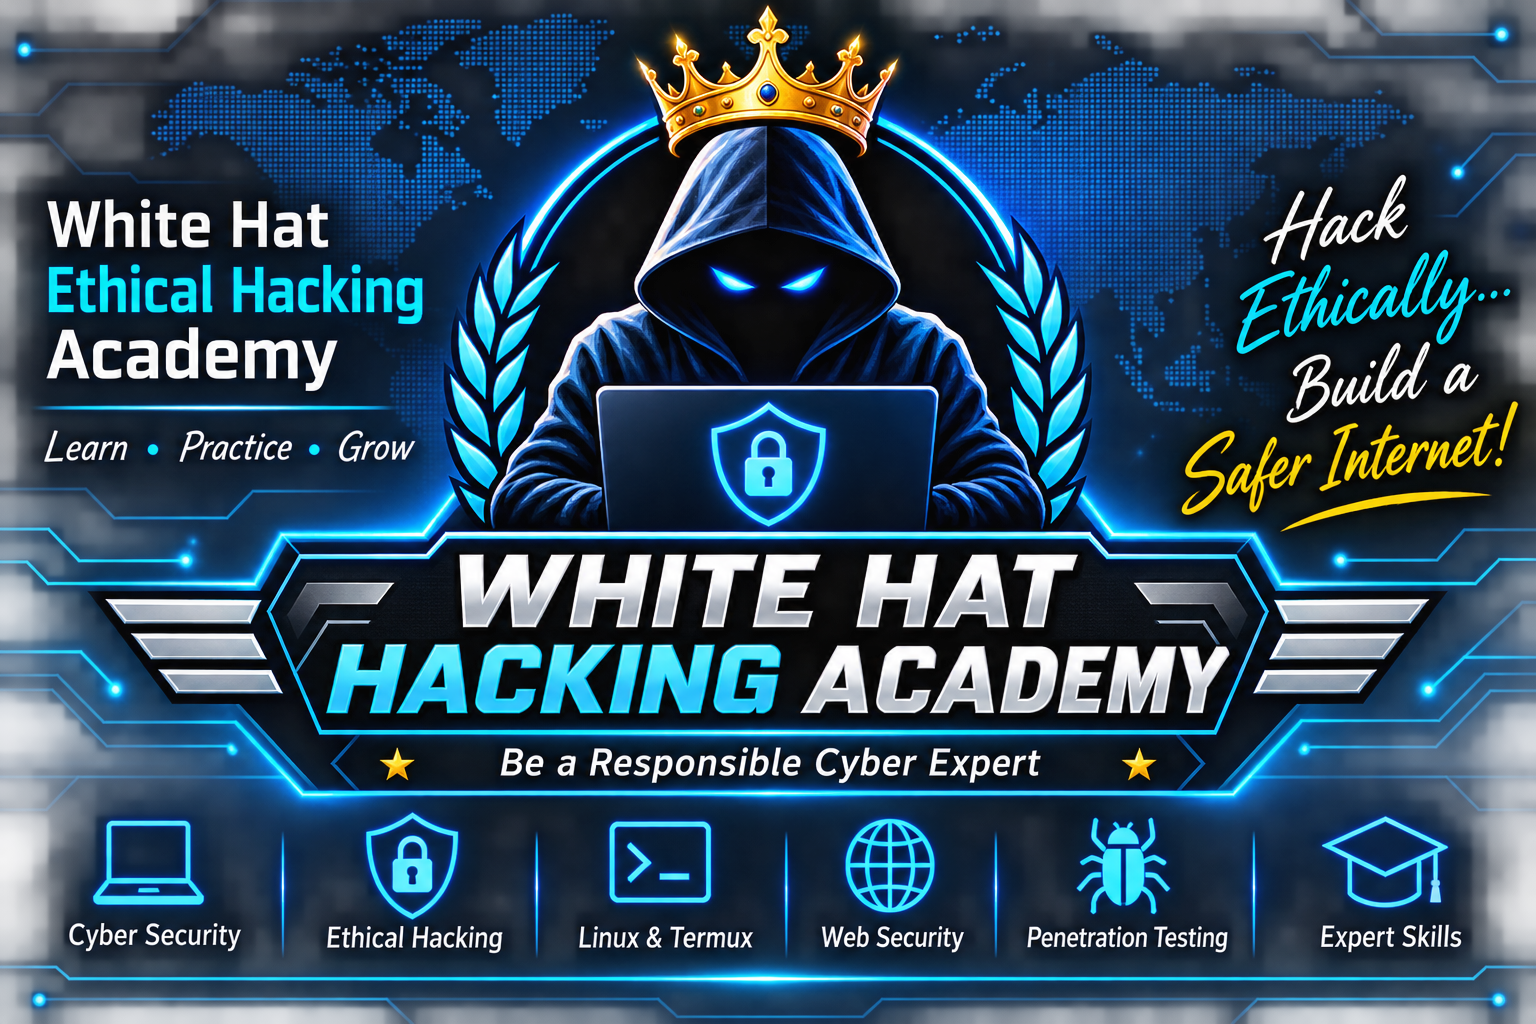 White Hat
Ethical Hacking
Academy
Learn • Practice • Grow
Hack
Ethically...
Build a
Safer Internet!
WHITE HAT
HACKING ACADEMY
Be a Responsible Cyber Expert
Cyber Security
Ethical Hacking
Linux & Termux
Web Security
Penetration Testing
Expert Skills